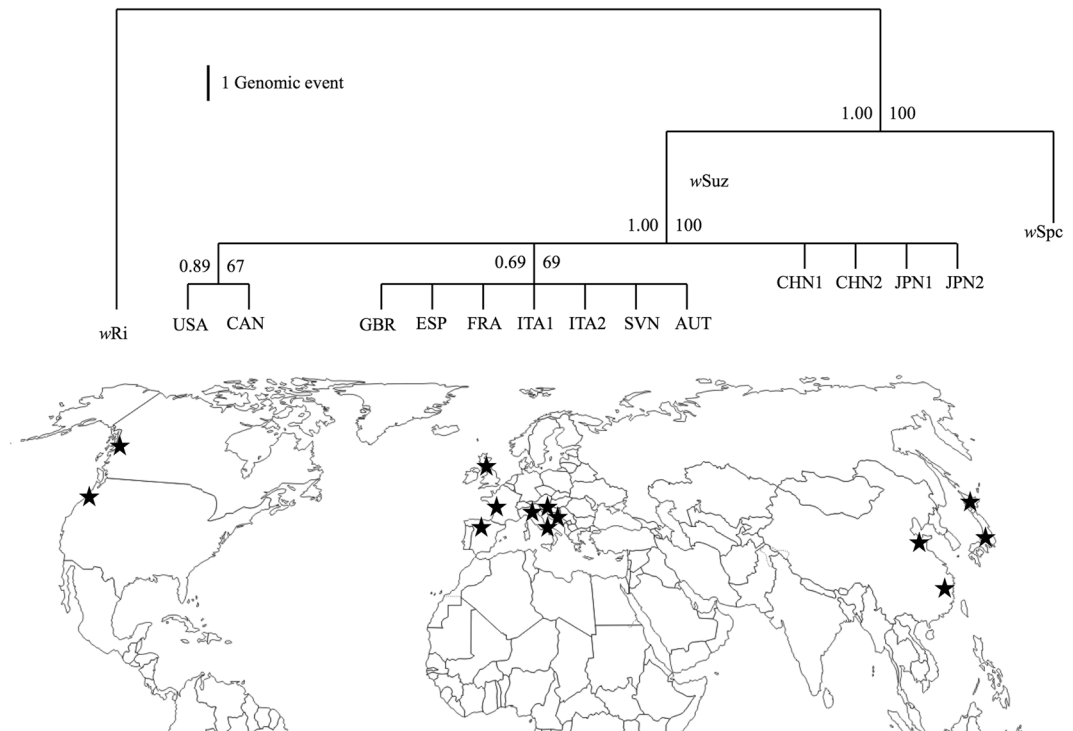 1 Genomic event
1.00 100
wSuz
1.00 100
wSpc
0.89 67
0.69 69
CHN1 CHN2 JPN1 JPN2
wRi
USA CAN GBR ESP FRA ITA1 ITA2 SVN AUT